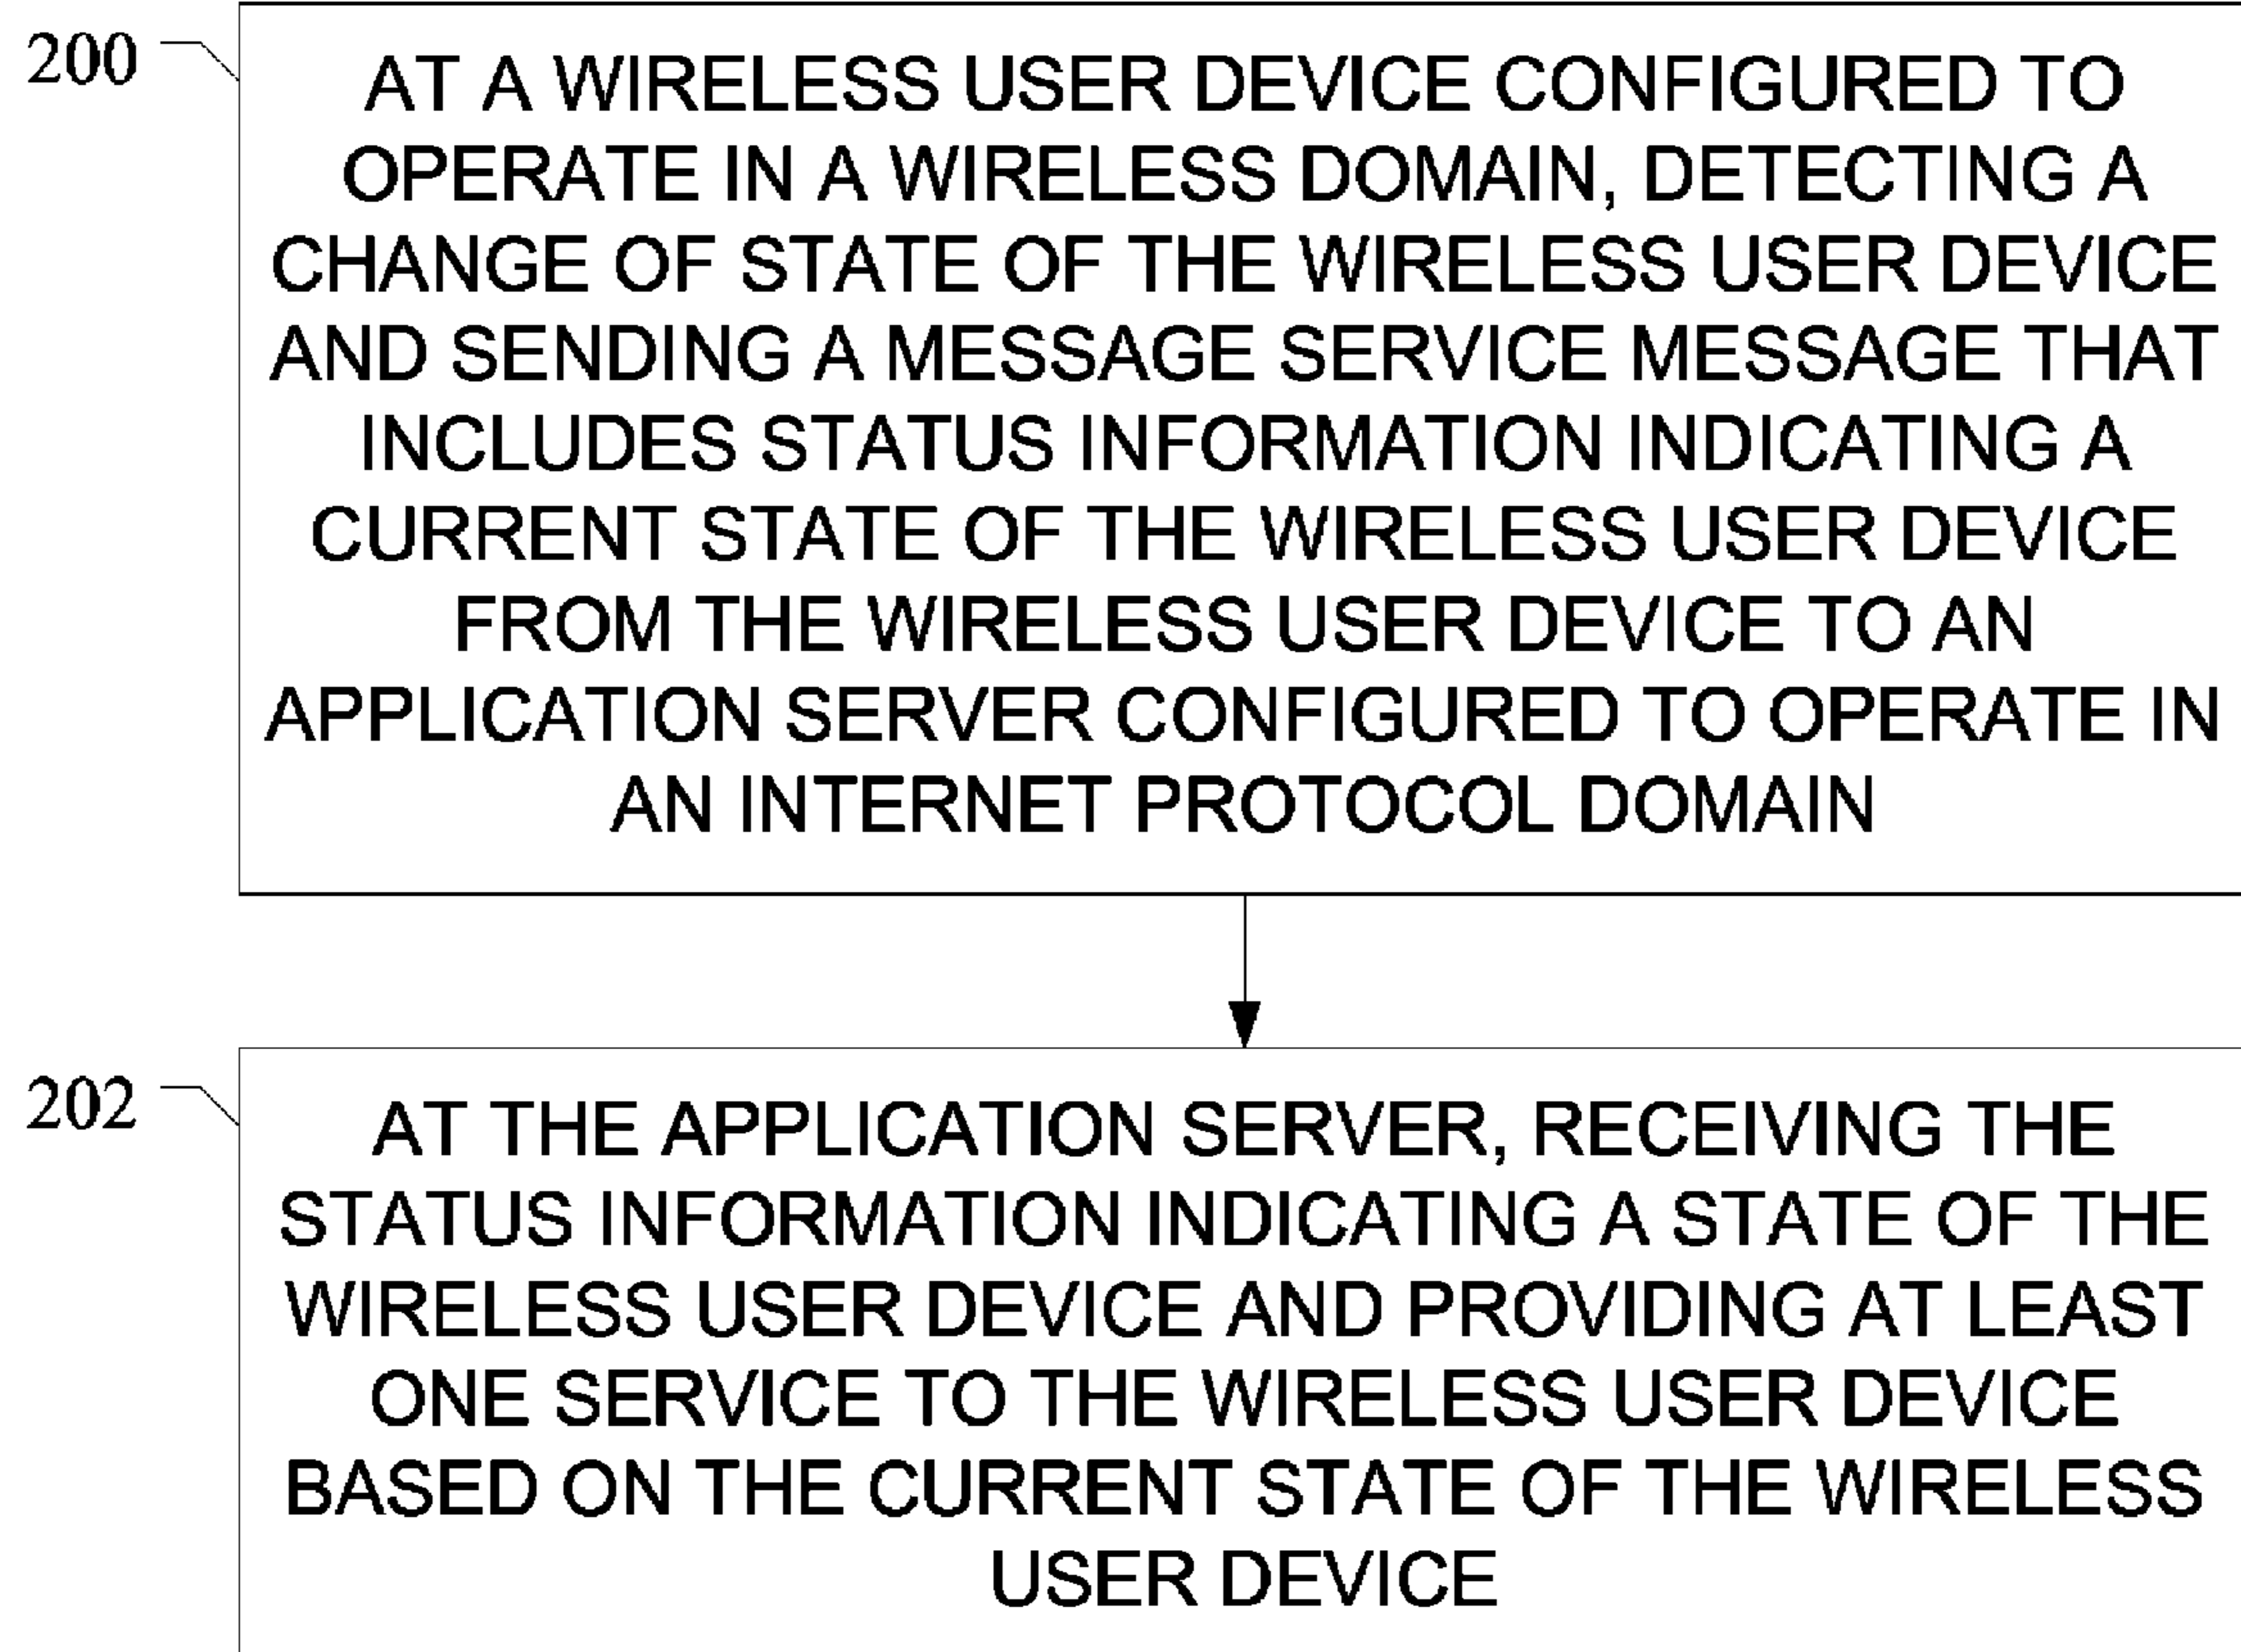 200
AT A WIRELESS USER DEVICE CONFIGURED TO
OPERATE IN A WIRELESS DOMAIN, DETECTING A
CHANGE OF STATE OF THE WIRELESS USER DEVICE
AND SENDING A MESSAGE SERVICE MESSAGE THAT
INCLUDES STATUS INFORMATION INDICATING A
CURRENT STATE OF THE WIRELESS USER DEVICE
FROM THE WIRELESS USER DEVICE TO AN
APPLICATION SERVER CONFIGURED TO OPERATE IN
AN INTERNET PROTOCOL DOMAIN
202
AT THE APPLICATION SERVER, RECEIVING THE
STATUS INFORMATION INDICATING A STATE OF THE
WIRELESS USER DEVICE AND PROVIDING AT LEAST
ONE SERVICE TO THE WIRELESS USER DEVICE
BASED ON THE CURRENT STATE OF THE WIRELESS
USER DEVICE